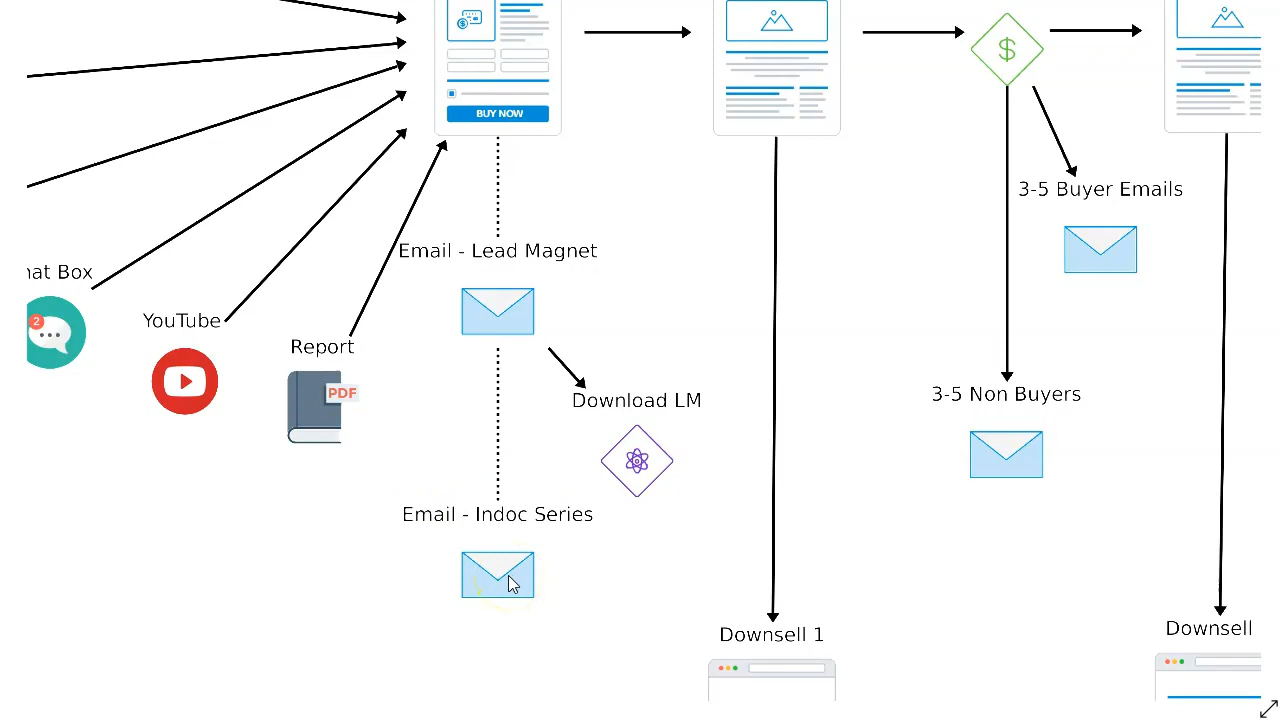 BUY NOW
3-5 Buyer Emails
Email - Lead Magnet
hat Box
2
YouTube
Report
PDF
Download LM
3-5 Non Buyers
Email - Indoc Series
Downsell 1
Downsell